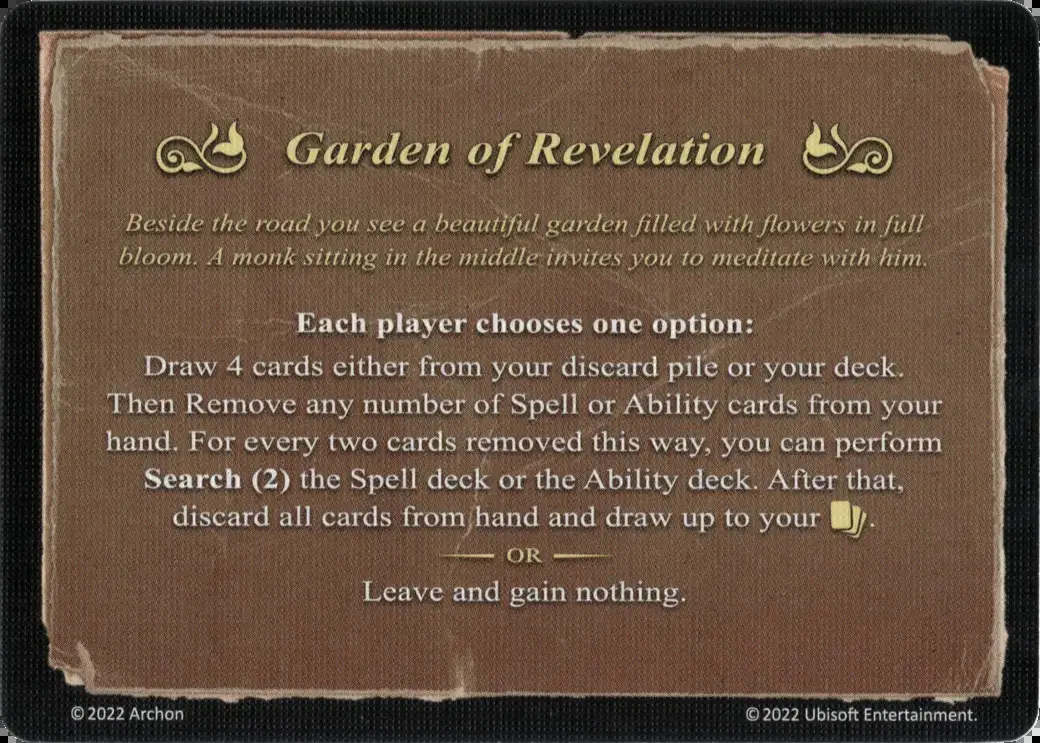 Garden of Revelation
Beside the road you see a beautiful garden filled with flowers in full
bloom. A monk sitting in the middle invites you to meditate with him.
Each player chooses one option:
Draw 4 cards either from your discard pile or your deck.
Then Remove any number of Spell or Ability cards from your
hand. For every two cards removed this way, you can perform
Search (2) the Spell deck or the Ability deck. After that,
discard all cards from hand and draw up to your .
OR
Leave and gain nothing.
© 2022 Archon
© 2022 Ubisoft Entertainment.